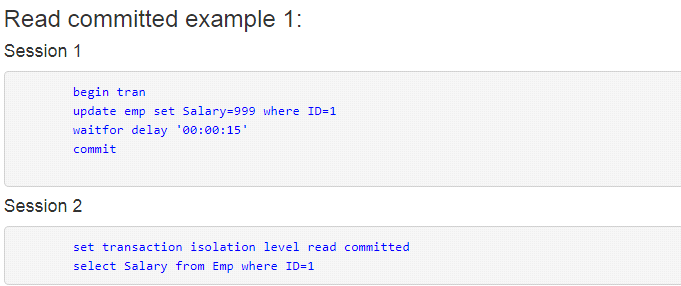 Read committed example 1:
Session 1
begin tran
update emp set Salary=999 where ID=1
waitfor delay '00:00:15'
commit
Session 2
set transaction isolation level read committed
select Salary from Emp where ID=1